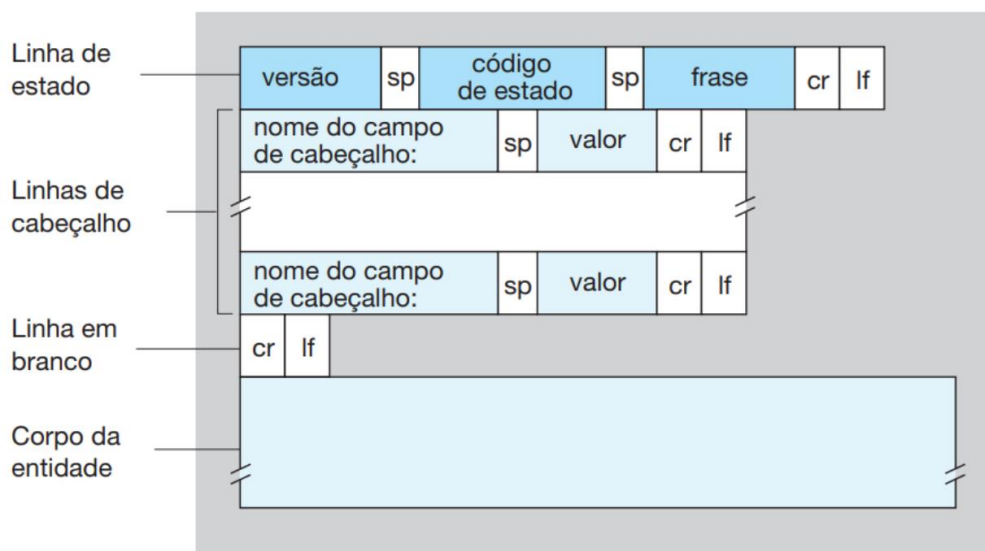 Linha de
estado
versão sp código
de estado sp frase cr lf
nome do campo
de cabeçalho: sp valor cr lf
Linhas de
cabeçalho
nome do campo
de cabeçalho: sp valor cr lf
Linha em
branco
cr lf
Corpo da
entidade